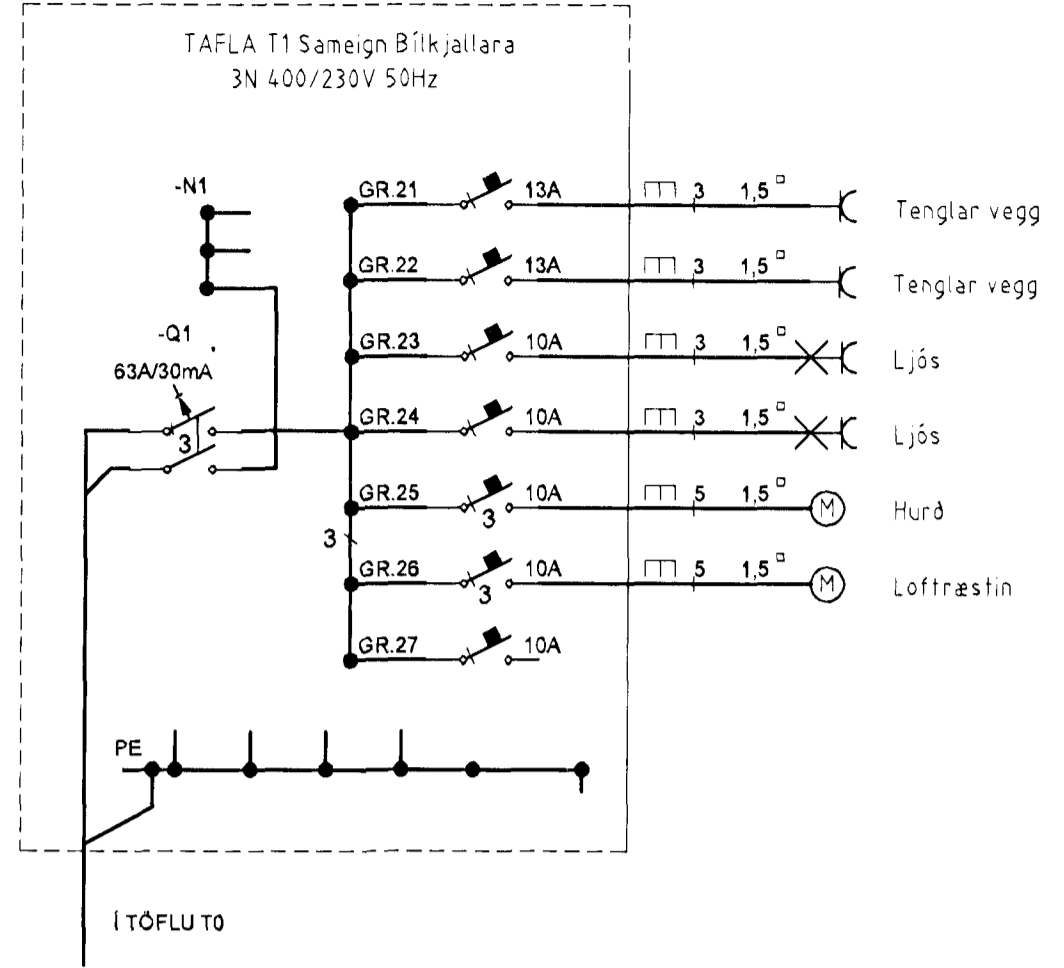 TAFLA T1 Sameign Bílkjallara
3N 400/230V 50Hz
-N1
-Q1
63A/30mA
3
GR.21 13A 3 1,5 □ Tenglar vegg
GR.22 13A 3 1,5 □ Tenglar vegg
GR.23 10A 3 1,5 □ Ljós
GR.24 10A 3 1,5 □ Ljós
GR.25 3 10A 5 1,5 □ M Hurð
3
GR.26 3 10A 5 1,5 □ M Loftræstin
GR.27 10A
PE
Í TÖFLU T0